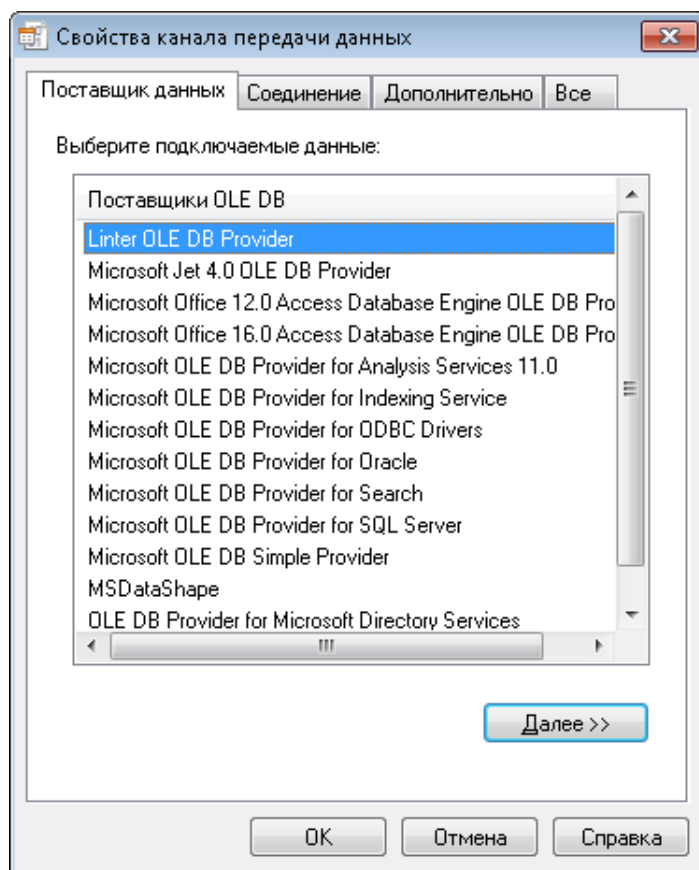 Свойства канала передачи данных
Поставщик данных Соединение Дополнительно Все
Выберите подключаемые данные:
Поставщики OLE DB
Linter OLE DB Provider
Microsoft Jet 4.0 OLE DB Provider
Microsoft Office 12.0 Access Database Engine OLE DB Pro
Microsoft Office 16.0 Access Database Engine OLE DB Pro
Microsoft OLE DB Provider for Analysis Services 11.0
Microsoft OLE DB Provider for Indexing Service
Microsoft OLE DB Provider for ODBC Drivers
Microsoft OLE DB Provider for Oracle
Microsoft OLE DB Provider for Search
Microsoft OLE DB Provider for SQL Server
Microsoft OLE DB Simple Provider
MSDataShape
OLE DB Provider for Microsoft Directory Services
Далее >>
OK Отмена Справка